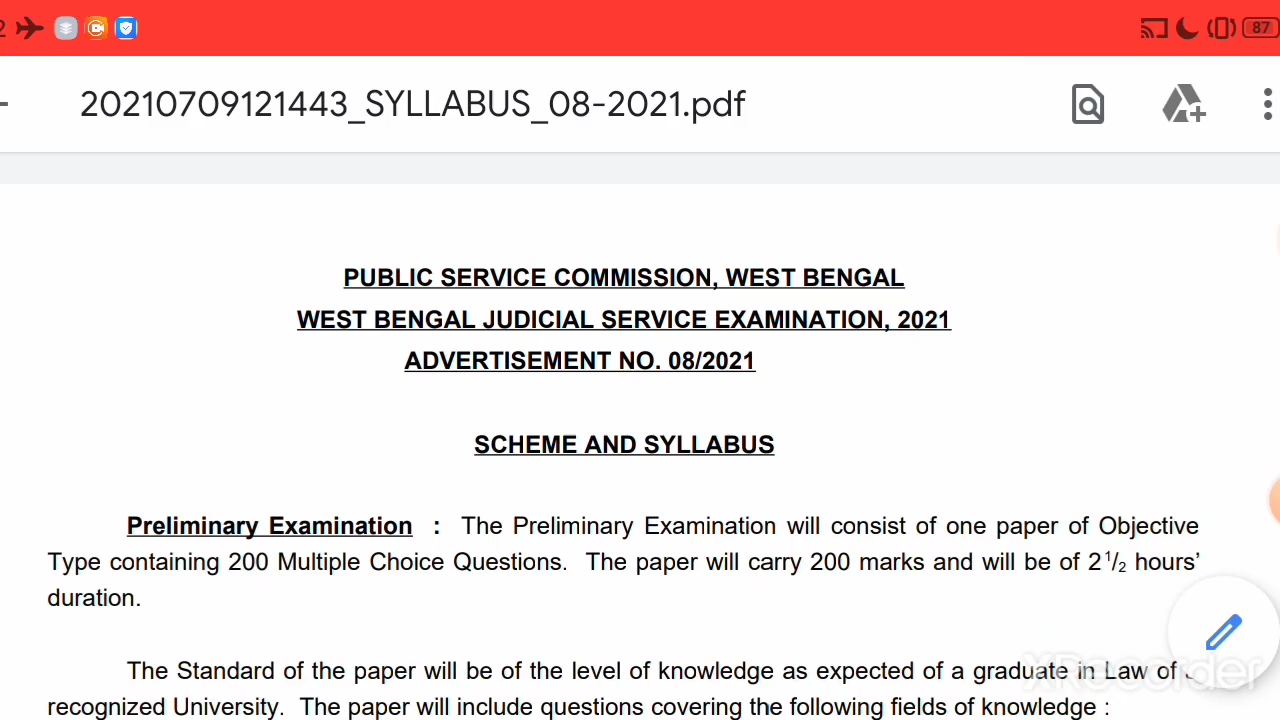 2
87
20210709121443_SYLLABUS_08-2021.pdf
PUBLIC SERVICE COMMISSION, WEST BENGAL
WEST BENGAL JUDICIAL SERVICE EXAMINATION, 2021
ADVERTISEMENT NO. 08/2021
SCHEME AND SYLLABUS
Preliminary Examination : The Preliminary Examination will consist of one paper of Objective
Type containing 200 Multiple Choice Questions. The paper will carry 200 marks and will be of 2 1/2 hours'
duration.
The Standard of the paper will be of the level of knowledge as expected of a graduate in Law of
recognized University. The paper will include questions covering the following fields of knowledge :
XRecorder